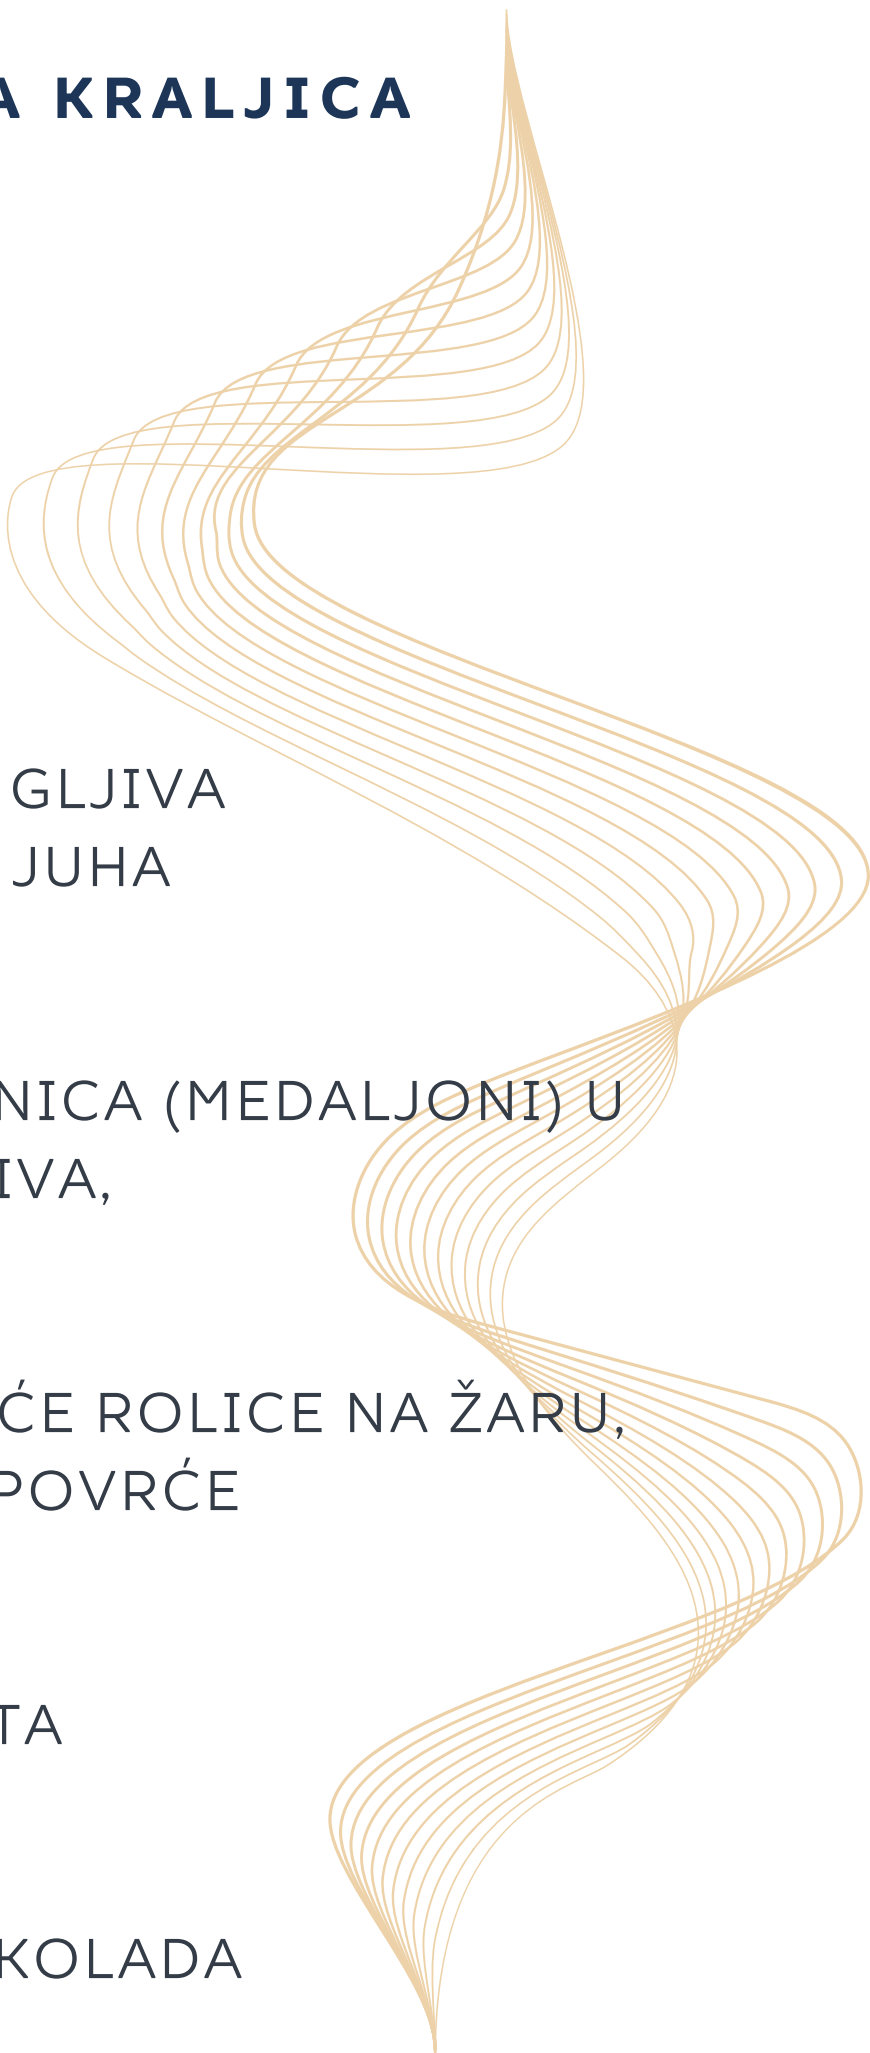 A KRALJICA
GLJIVA
JUHA
NICA (MEDALJONI) U
IVA,
ĆE ROLICE NA ŽARU,
POVRĆE
TA
KOLADA